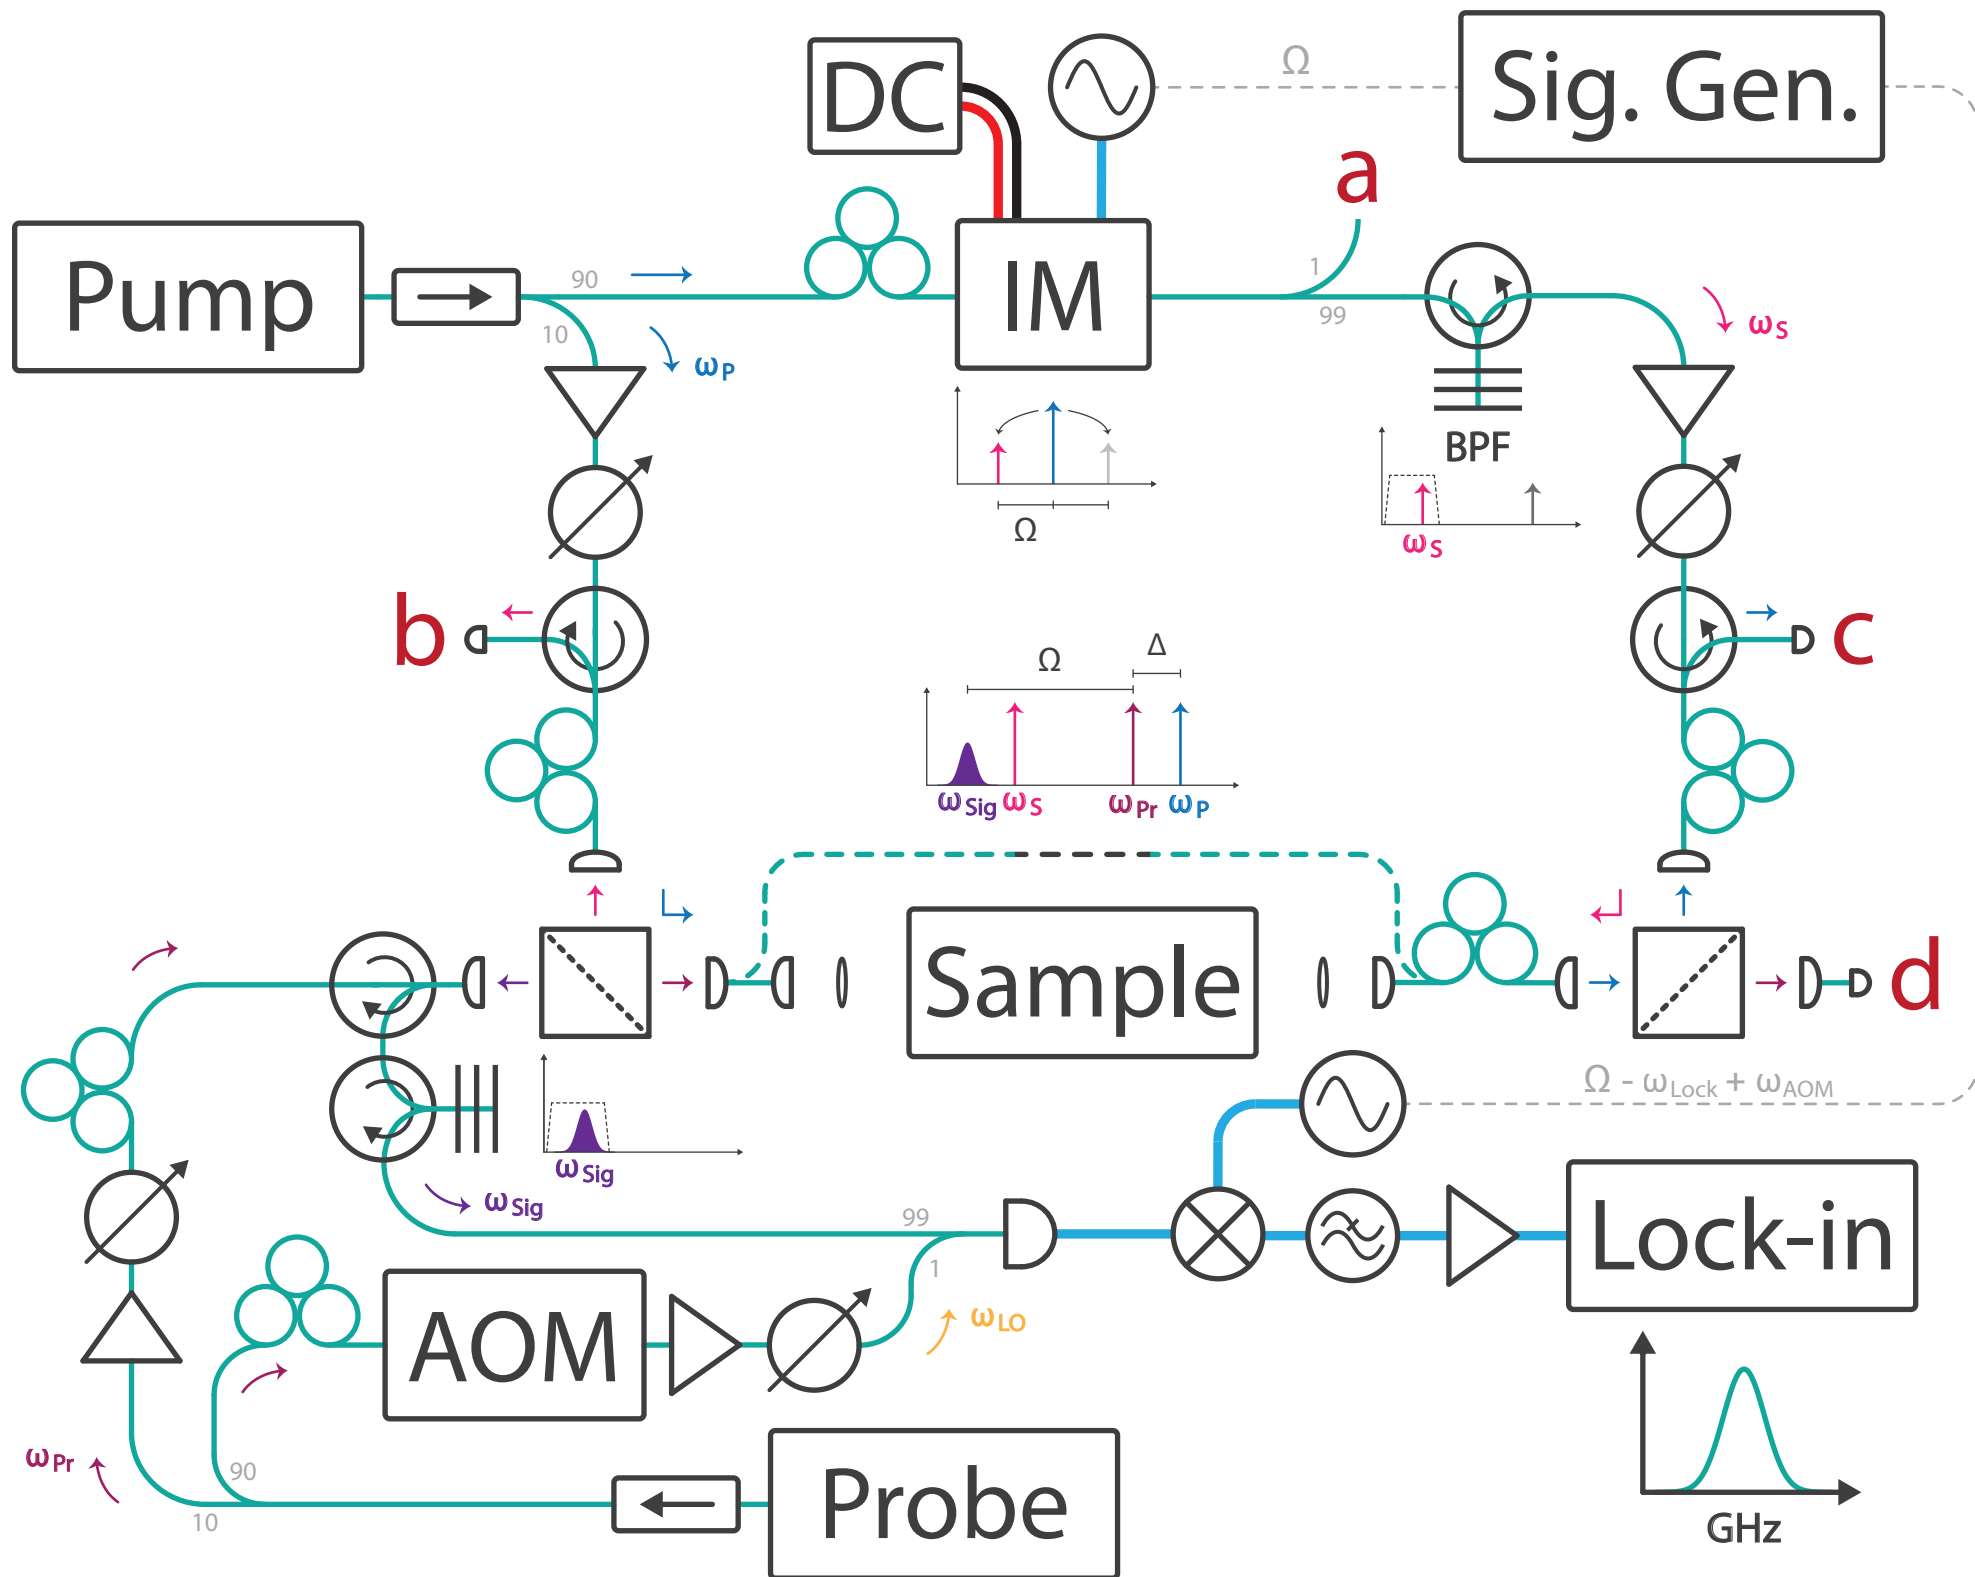 DC
Ω
Sig. Gen.
a
Pump
90
10
ωP
IM
1
99
ωS
Ω
BPF
ωS
b
c
Ω
Δ
ωSig ωS ωPr ωP
Sample
d
Ω - ωLock + ωAOM
ωSig
ωSig
99
1
Lock-in
AOM
ωLO
ωPr
90
10
Probe
GHz